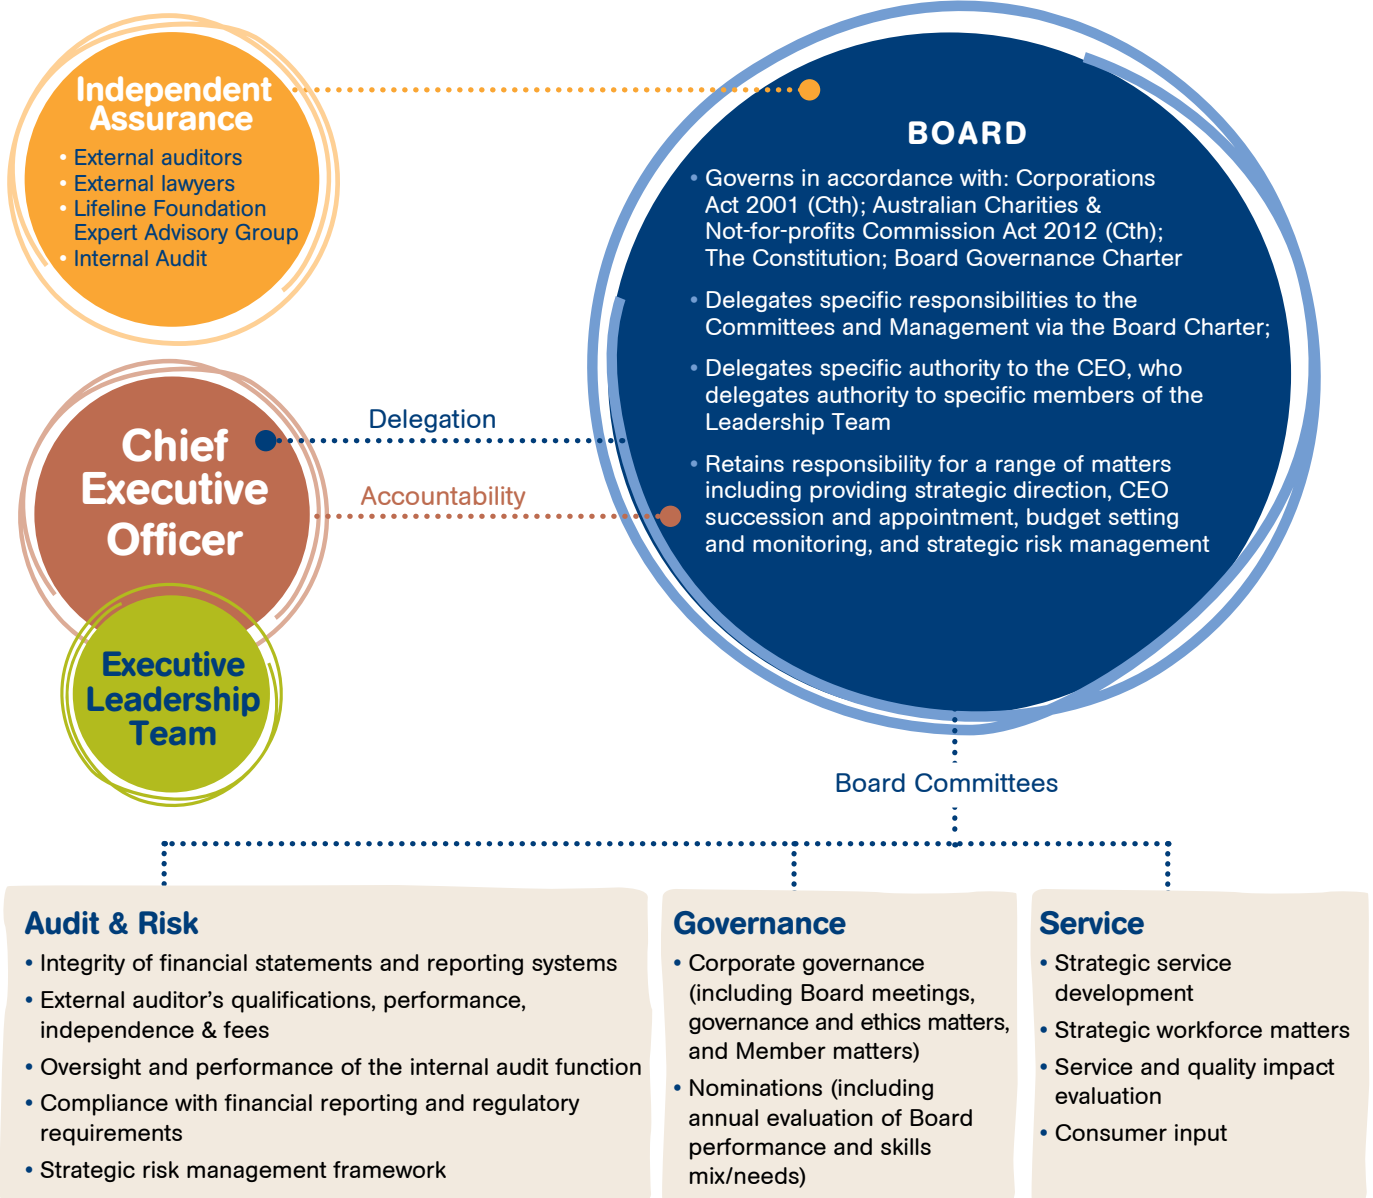 Independent
Assurance
• External auditors
• External lawyers
• Lifeline Foundation
Expert Advisory Group
• Internal Audit
BOARD
• Governs in accordance with: Corporations
Act 2001 (Cth); Australian Charities &
Not-for-profits Commission Act 2012 (Cth);
The Constitution; Board Governance Charter
• Delegates specific responsibilities to the
Committees and Management via the Board Charter;
• Delegates specific authority to the CEO, who
delegates authority to specific members of the
Leadership Team
• Retains responsibility for a range of matters
including providing strategic direction, CEO
succession and appointment, budget setting
and monitoring, and strategic risk management
Delegation
Accountability
Chief
Executive
Officer
Executive
Leadership
Team
Board Committees
Audit & Risk
• Integrity of financial statements and reporting systems
• External auditor’s qualifications, performance,
independence & fees
• Oversight and performance of the internal audit function
• Compliance with financial reporting and regulatory
requirements
• Strategic risk management framework
Governance
• Corporate governance
(including Board meetings,
governance and ethics matters,
and Member matters)
• Nominations (including
annual evaluation of Board
performance and skills
mix/needs)
Service
• Strategic service
development
• Strategic workforce matters
• Service and quality impact
evaluation
• Consumer input